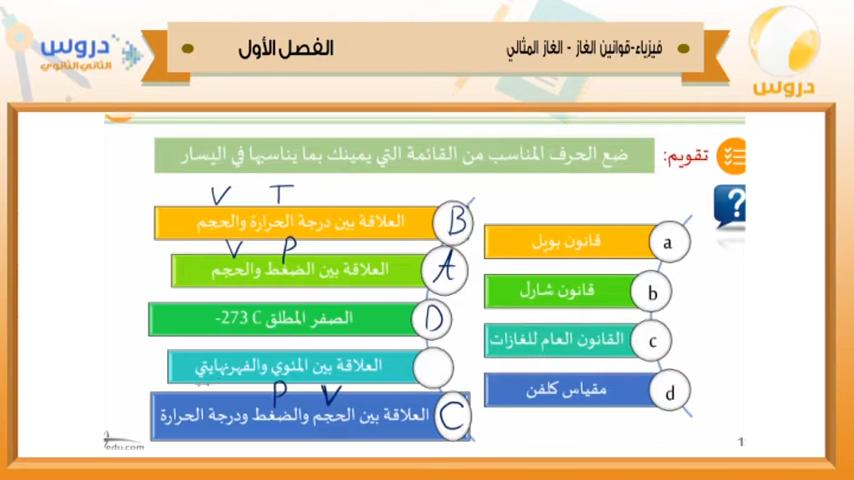 دروس
الثاني الثانوي
الفصل الأول
فيزياء-قوانين الغاز - الغاز المثالي
دروس
تقويم:
ضع الحرف المناسب من القائمة التي يمينك بما يناسبها في اليسار
a
قانون بويل
b
قانون شارل
c
القانون العام للغازات
d
مقياس كلفن
V T
B
العلاقة بين درجة الحرارة والحجم
V P
A
العلاقة بين الضغط والحجم
D
الصفر المطلق 273 C-
العلاقة بين المئوي والفهرنهايتي
P V
C
العلاقة بين الحجم والضغط ودرجة الحرارة
edu.com